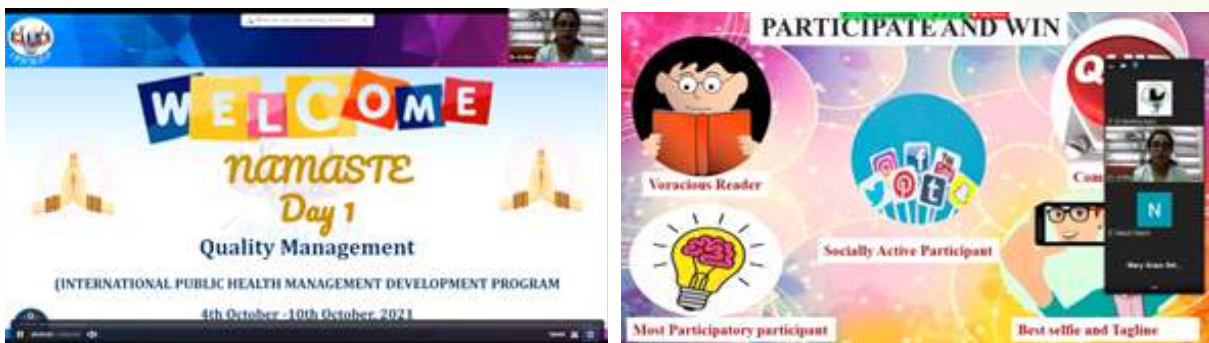 WELCOME
NAMASTE
Day 1
Quality Management
(INTERNATIONAL PUBLIC HEALTH MANAGEMENT DEVELOPMENT PROGRAM
4th October -10th October, 2021
PARTICIPATE AND WIN
Voracious Reader
Com
Socially Active Participant
N
Most Participatory participant
Best selfie and Tagline